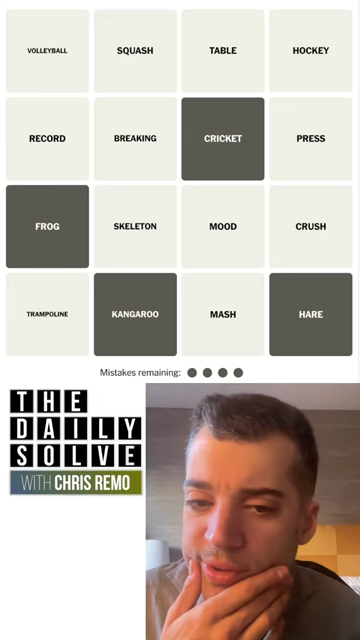 VOLLEYBALL SQUASH TABLE HOCKEY
RECORD BREAKING CRICKET PRESS
FROG SKELETON MOOD CRUSH
TRAMPOLINE KANGAROO MASH HARE
Mistakes remaining:
THE
DAILY
SOLVE
WITH CHRIS REMO